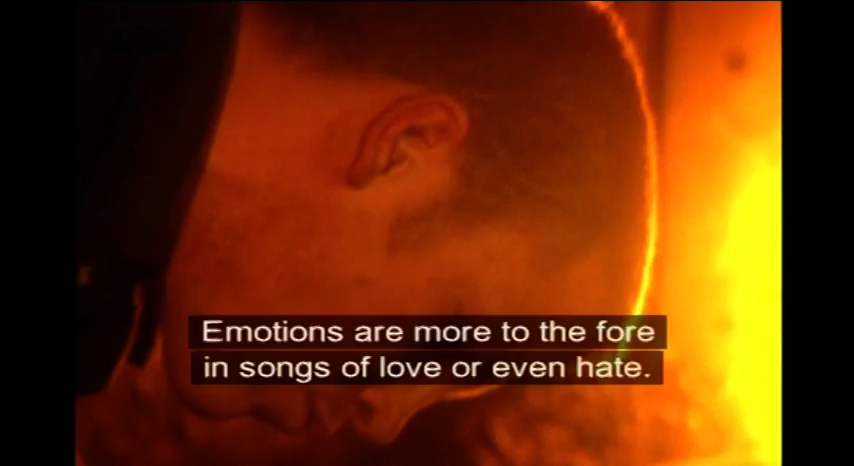 Emotions are more to the fore
in songs of love or even hate.